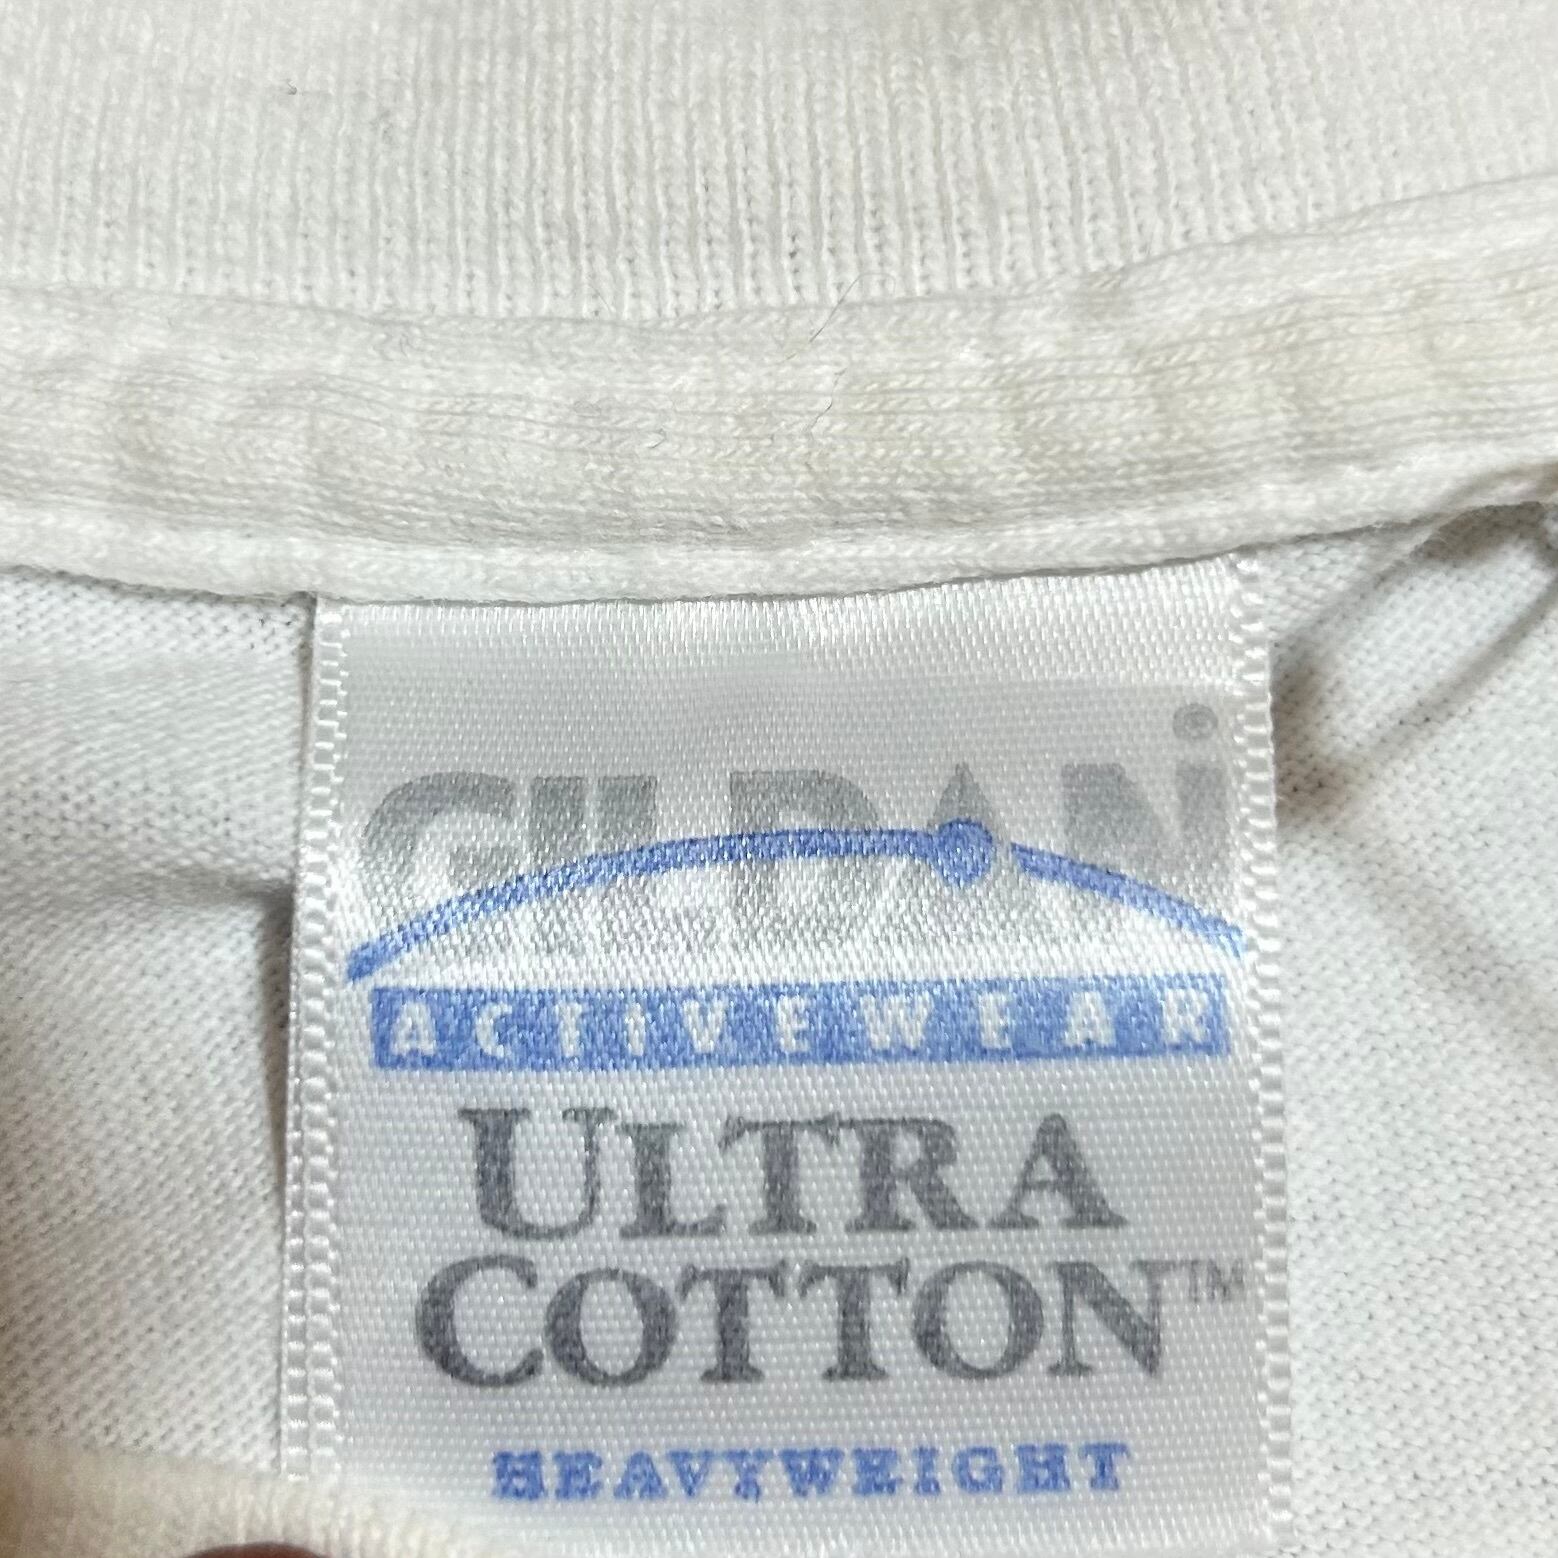 GILDAN®
ACTIVEWEAR
ULTRA
COTTON™
HEAVYWEIGHT